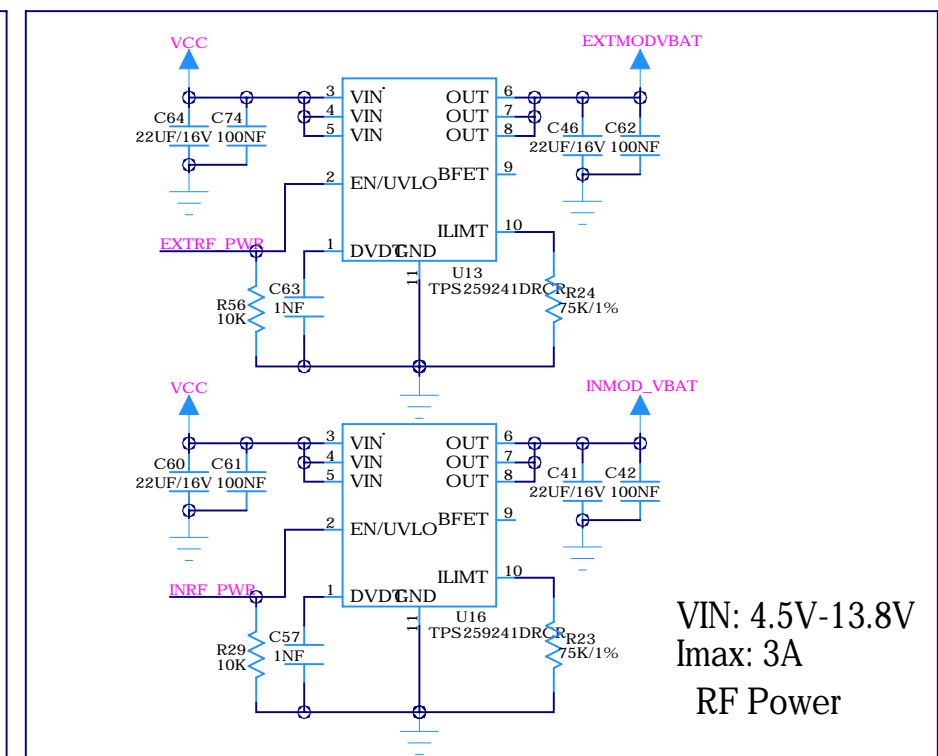 VCC
EXTMODVBAT
C64
22UF/16V
C74
100NF
3 VIN
4 VIN
5 VIN
OUT 6
OUT 7
OUT 8
C46
22UF/16V
C62
100NF
2 EN/UVLO
BFET 9
EXTRF_PWR
ILIMT 10
1 DVDT
GND
11
U13
TPS259241DRCR
R56
10K
C63
1NF
R24
75K/1%
VCC
INMOD_VBAT
C60
22UF/16V
C61
100NF
3 VIN
4 VIN
5 VIN
OUT 6
OUT 7
OUT 8
C41
22UF/16V
C42
100NF
2 EN/UVLO
BFET 9
INRF_PWR
ILIMT 10
1 DVDT
GND
11
U16
TPS259241DRCR
R29
10K
C57
1NF
R23
75K/1%
VIN: 4.5V-13.8V
Imax: 3A
RF Power